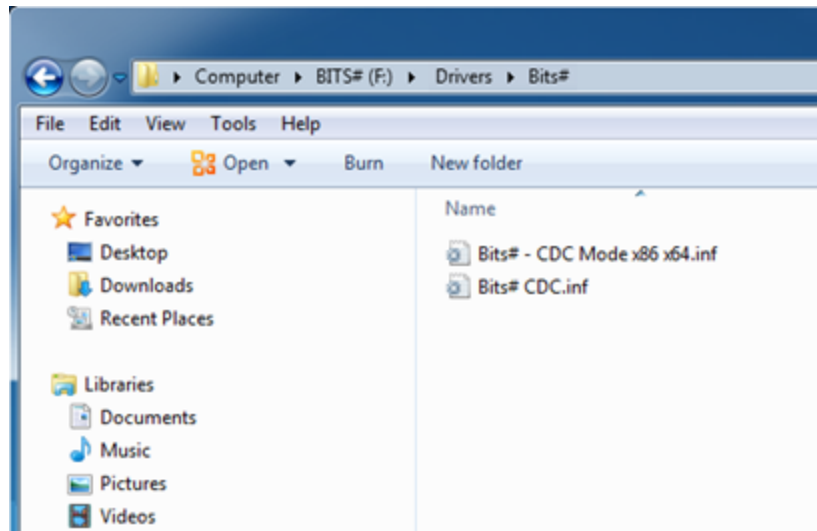 Computer ▸ BITS# (F:) ▸ Drivers ▸ Bits#
File Edit View Tools Help
Organize Open Burn New folder
Favorites
Desktop
Downloads
Recent Places
Libraries
Documents
Music
Pictures
Videos
Name
Bits# - CDC Mode x86 x64.inf
Bits# CDC.inf